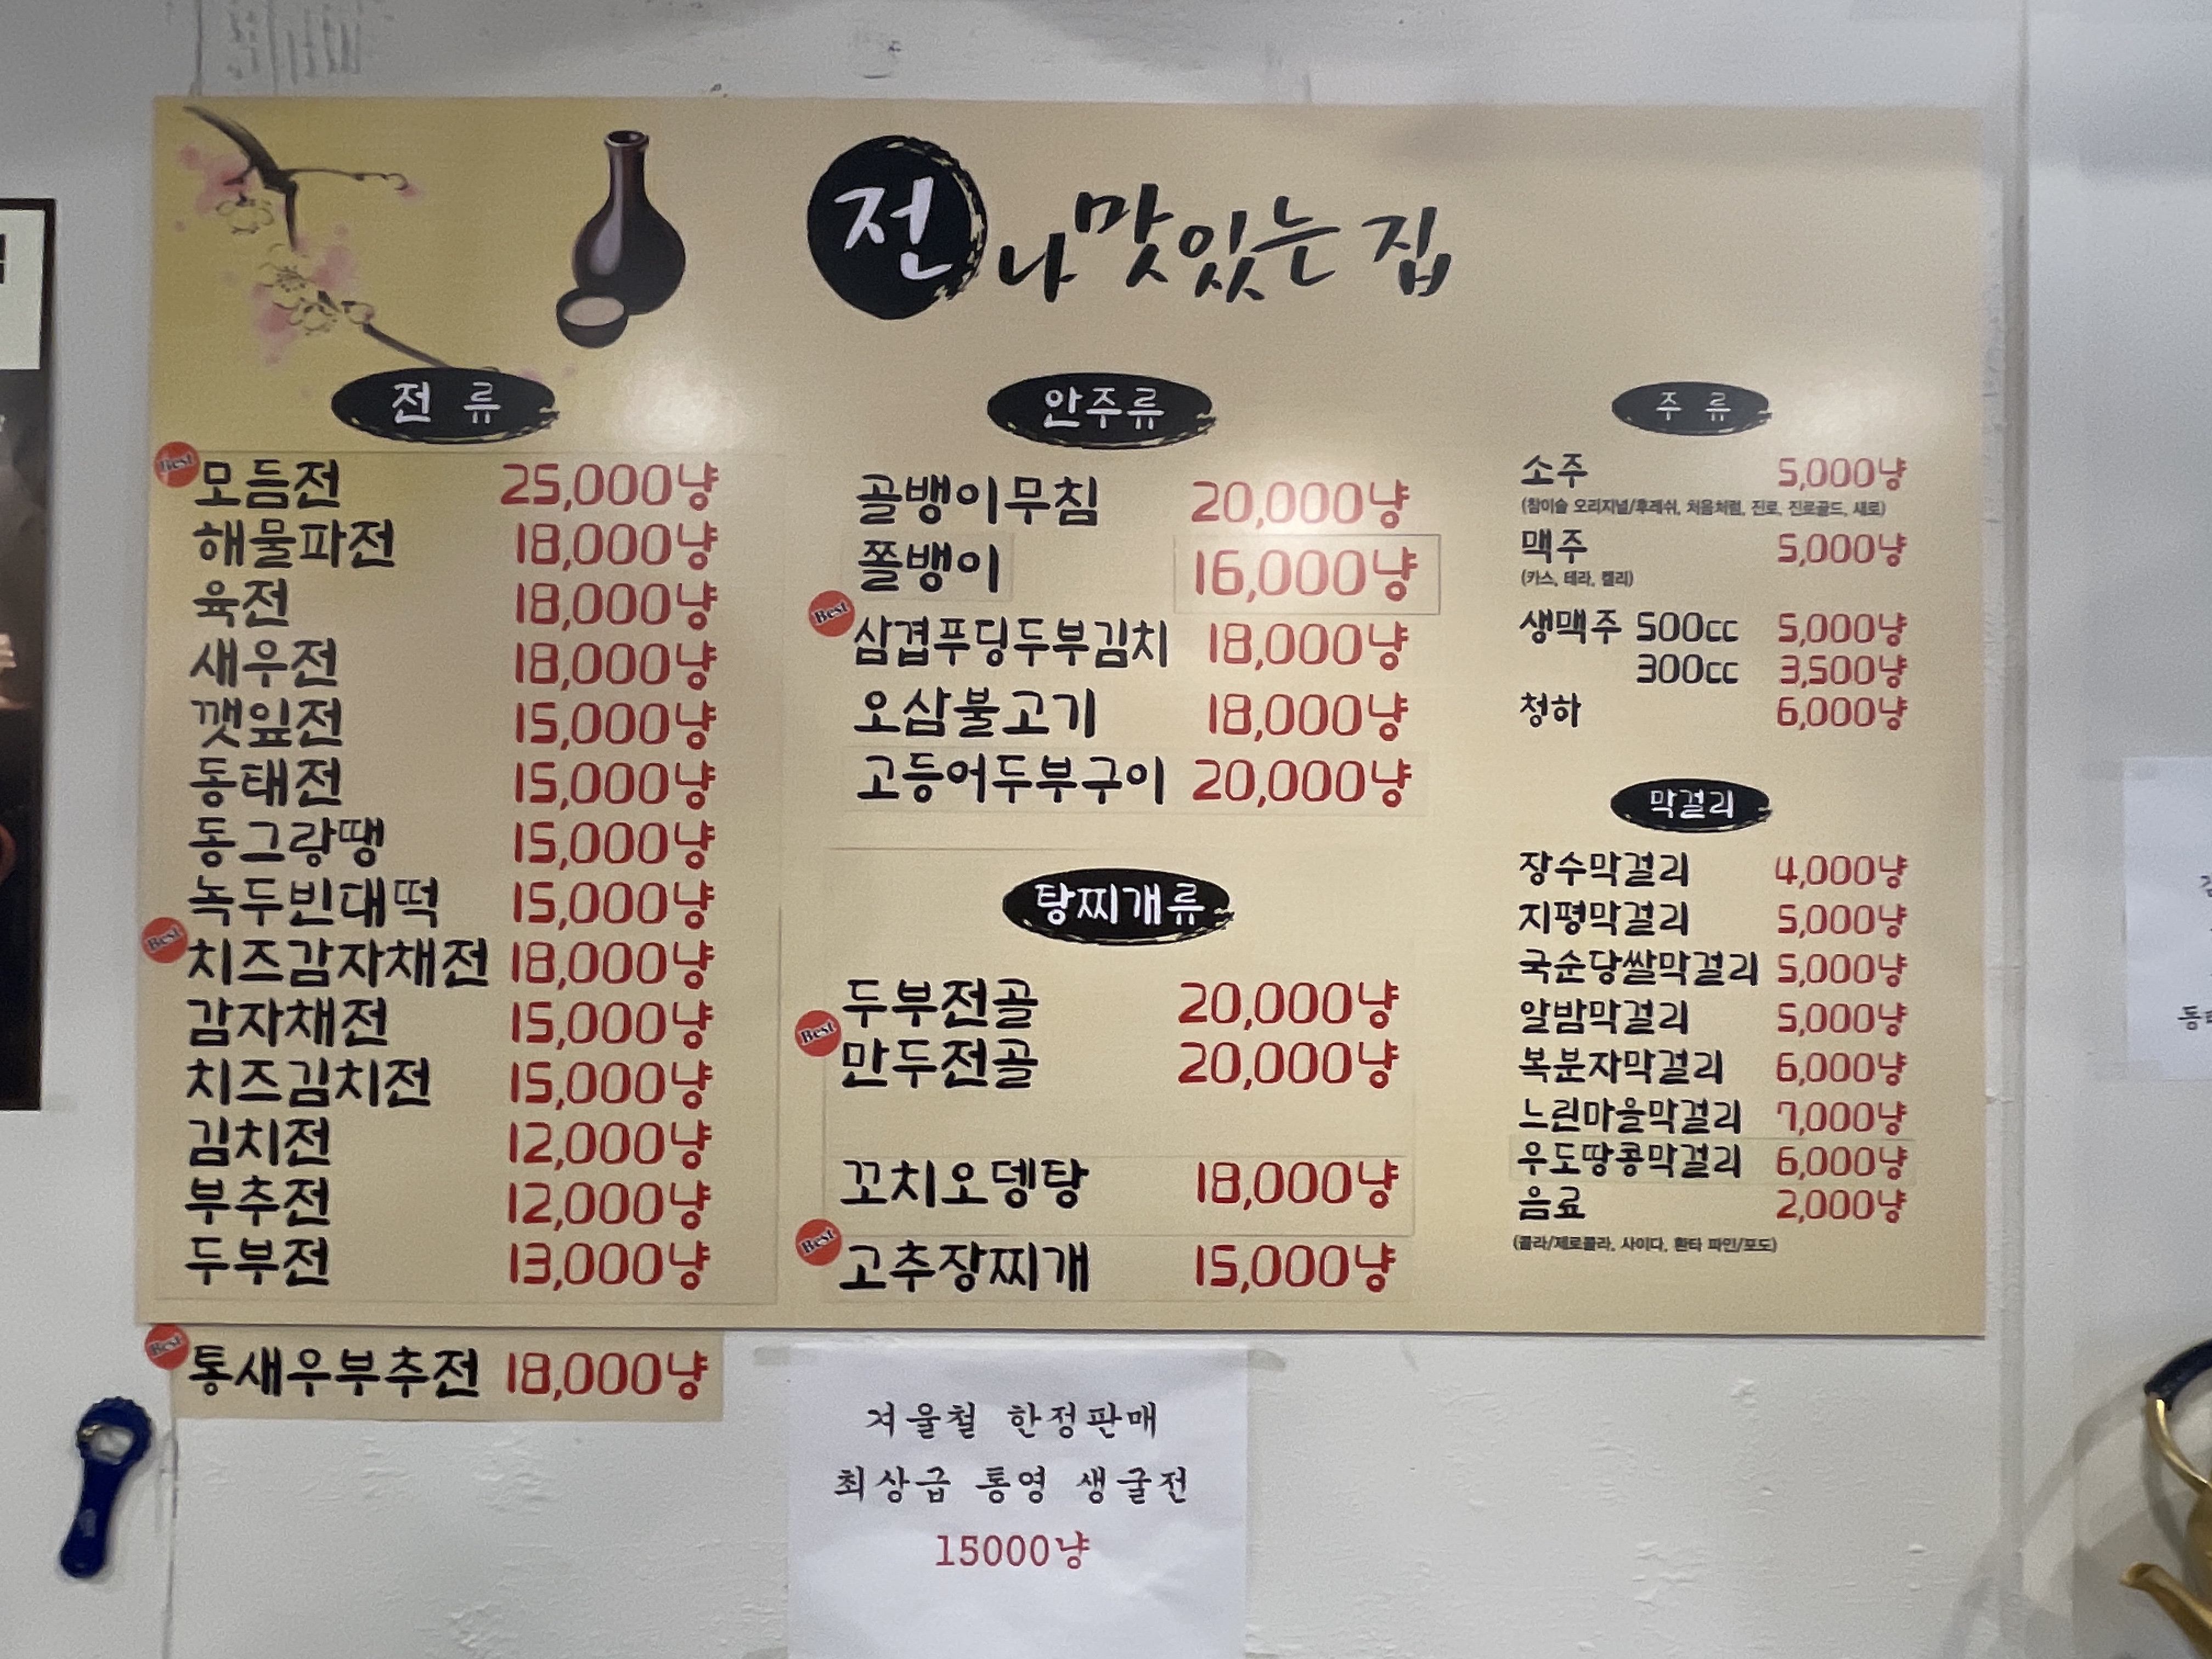 전나맛있는집
전 류
Best
모듬전 25,000냥
해물파전 18,000냥
육전 18,000냥
새우전 18,000냥
깻잎전 15,000냥
동태전 15,000냥
동그랑땡 15,000냥
녹두빈대떡 15,000냥
Best
치즈감자채전 18,000냥
감자채전 15,000냥
치즈김치전 15,000냥
김치전 12,000냥
부추전 12,000냥
두부전 13,000냥
Best
통새우부추전 18,000냥
안주류
골뱅이무침 20,000냥
쫄뱅이 16,000냥
Best
삼겹푸딩두부김치 18,000냥
오삼불고기 18,000냥
고등어두부구이 20,000냥
탕찌개류
두부전골 20,000냥
Best
만두전골 20,000냥
꼬치오뎅탕 18,000냥
Best
고추장찌개 15,000냥
주 류
소주 5,000냥
(참이슬 오리지널/후레쉬, 처음처럼, 진로, 진로골드, 새로)
맥주 5,000냥
(카스, 테라, 켈리)
생맥주 500cc 5,000냥
300cc 3,500냥
청하 6,000냥
막걸리
장수막걸리 4,000냥
지평막걸리 5,000냥
국순당쌀막걸리 5,000냥
알밤막걸리 5,000냥
복분자막걸리 6,000냥
느린마을막걸리 7,000냥
우도땅콩막걸리 6,000냥
음료 2,000냥
(콜라/제로콜라, 사이다, 환타 파인/포도)
겨울철 한정판매
최상급 통영 생굴전
15000냥